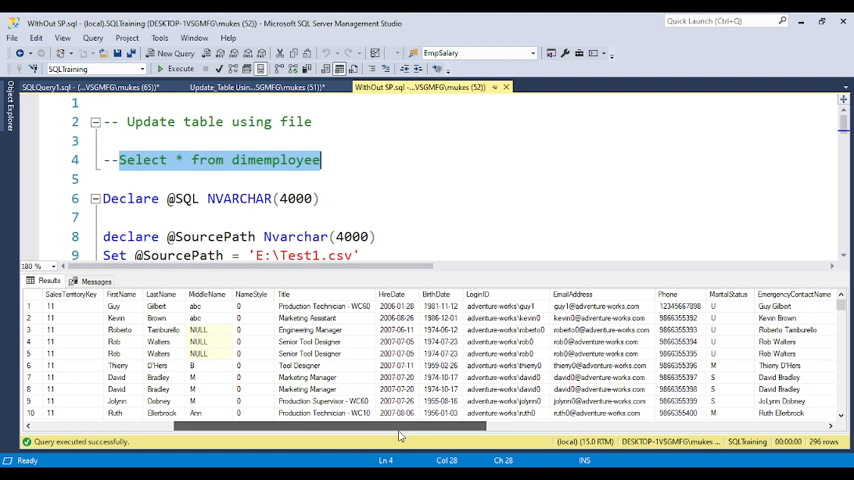 WithOut SP.sql - (local).SQLTraining (DESKTOP-1VSGMFG\mukes (52)) - Microsoft SQL Server Management Studio
Quick Launch (Ctrl+Q)
File Edit View Query Project Tools Window Help
New Query EmpSalary
SQLTraining Execute
SQLQuery1.sql - (...VSGMFG\mukes (65))* Update_Table Usin...SGMFG\mukes (51))* WithOut SP.sql -...VSGMFG\mukes (52))
Object Explorer
1
2 -- Update table using file
3
4 --Select * from dimemployee
5
6 Declare @SQL NVARCHAR(4000)
7
8 declare @SourcePath Nvarchar(4000)
9 Set @SourcePath = 'E:\Test1.csv'
180 %
Results Messages
SalesTerritoryKey FirstName LastName MiddleName NameStyle Title HireDate BirthDate LoginID EmailAddress Phone MaritalStatus EmergencyContactName
1 11 Guy Gilbert abc 0 Production Technician - WC60 2006-01-28 1981-11-12 adventure-works\guy1 guy1@adventure-works.com 12345667898 U Guy Gilbert
2 11 Kevin Brown abc 0 Marketing Assistant 2006-08-26 1986-12-01 adventure-works\kevin0 kevin0@adventure-works.com 9866355392 U Kevin Brown
3 11 Roberto Tamburello NULL 0 Engineering Manager 2007-06-11 1974-06-12 adventure-works\roberto0 roberto0@adventure-works.com 9866355393 U Roberto Tamburello
4 11 Rob Walters NULL 0 Senior Tool Designer 2007-07-05 1974-07-23 adventure-works\rob0 rob0@adventure-works.com 9866355394 U Rob Walters
5 11 Rob Walters NULL 0 Senior Tool Designer 2007-07-05 1974-07-23 adventure-works\rob0 rob0@adventure-works.com 9866355395 U Rob Walters
6 11 Thierry D'Hers B 0 Tool Designer 2007-07-11 1959-02-26 adventure-works\thierry0 thierry0@adventure-works.com 9866355396 M Thierry D'Hers
7 11 David Bradley M 0 Marketing Manager 2007-07-20 1974-10-17 adventure-works\david0 david0@adventure-works.com 9866355397 S David Bradley
8 11 David Bradley M 0 Marketing Manager 2007-07-20 1974-10-17 adventure-works\david0 david0@adventure-works.com 9866355398 S David Bradley
9 11 Jolynn Dobney M 0 Production Supervisor - WC60 2007-07-26 1955-08-16 adventure-works\jolynn0 jolynn0@adventure-works.com 9866355399 S JoLynn Dobney
10 11 Ruth Ellerbrock Ann 0 Production Technician - WC10 2007-08-06 1956-01-03 adventure-works\ruth0 ruth0@adventure-works.com 9866355400 M Ruth Ellerbrock
Query executed successfully. (local) (15.0 RTM) DESKTOP-1VSGMFG\mukes ... SQLTraining 00:00:00 296 rows
Ready Ln 4 Col 28 Ch 28 INS